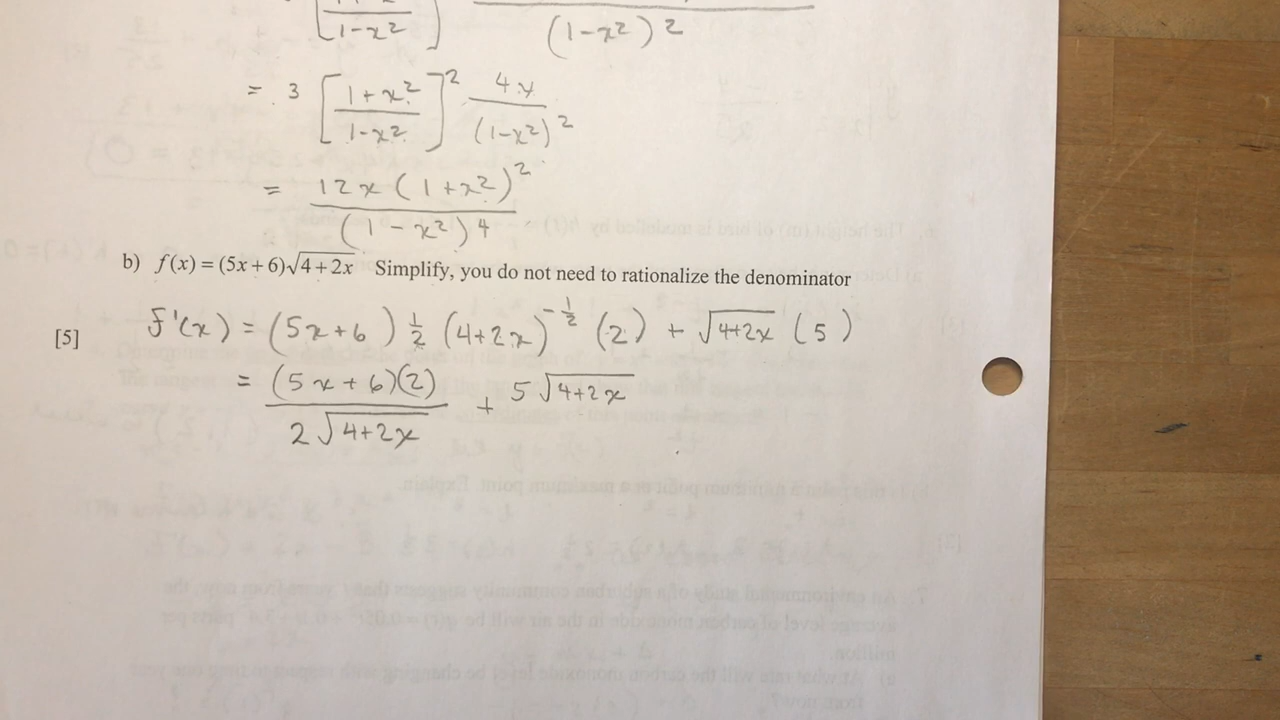 1-x² (1-x²)²
= 3 [(1+x²)/(1-x²)]² 4x/(1-x²)²
= 12x(1+x²)²/(1-x²)⁴
b) f(x) = (5x+6)√(4+2x) Simplify, you do not need to rationalize the denominator
[5] f'(x) = (5x+6) 1/2 (4+2x)^(-1/2) (2) + √(4+2x) (5)
= (5x+6)(2)/(2√(4+2x)) + 5√(4+2x)